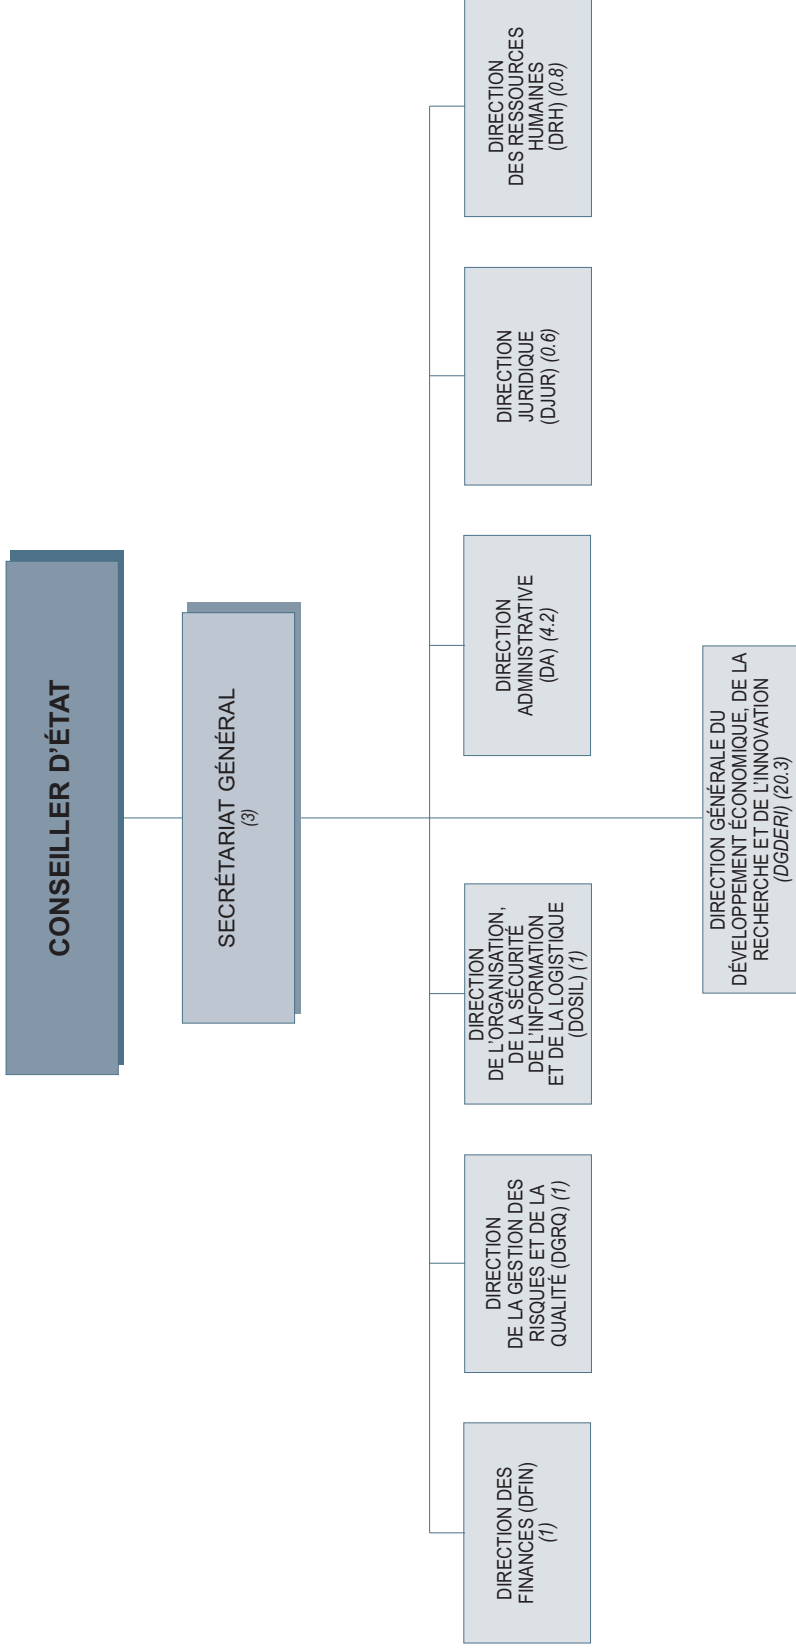 CONSEILLER D'ÉTAT
SECRÉTARIAT GÉNÉRAL
(3)
DIRECTION DES
FINANCES (DFIN)
(1)
DIRECTION
DE LA GESTION DES
RISQUES ET DE LA
QUALITÉ (DGRQ) (1)
DIRECTION
DE L'ORGANISATION,
DE LA SÉCURITÉ
DE L'INFORMATION
ET DE LA LOGISTIQUE
(DOSIL) (1)
DIRECTION
ADMINISTRATIVE
(DA) (4.2)
DIRECTION
JURIDIQUE
(DJUR) (0.6)
DIRECTION
DES RESSOURCES
HUMAINES
(DRH) (0.8)
DIRECTION GÉNÉRALE DU
DÉVELOPPEMENT ÉCONOMIQUE, DE LA
RECHERCHE ET DE L'INNOVATION
(DGDERI) (20.3)